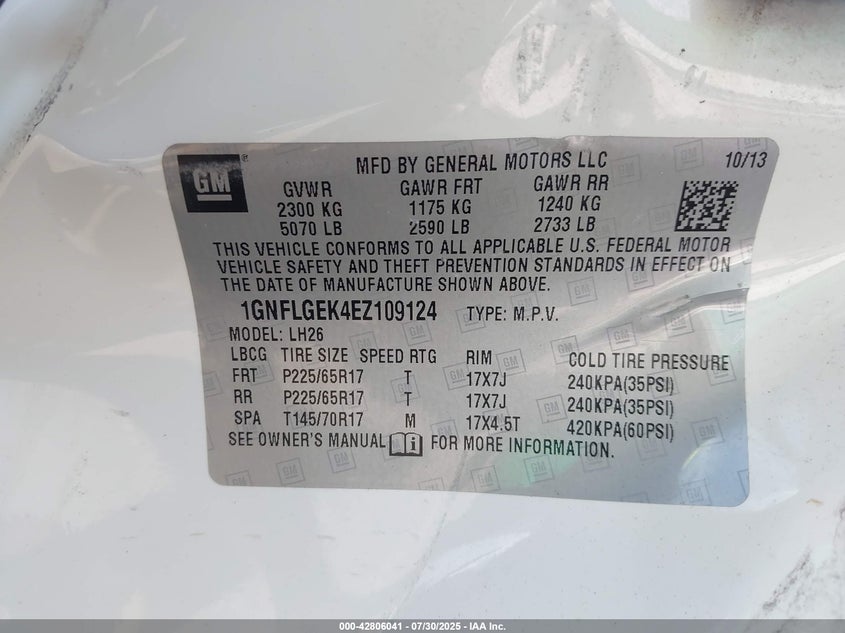 GM ® MFD BY GENERAL MOTORS LLC 10/13
GVWR GAWR FRT GAWR RR
2300 KG 1175 KG 1240 KG
5070 LB 2590 LB 2733 LB
THIS VEHICLE CONFORMS TO ALL APPLICABLE U.S. FEDERAL MOTOR
VEHICLE SAFETY AND THEFT PREVENTION STANDARDS IN EFFECT ON
THE DATE OF MANUFACTURE SHOWN ABOVE.
1GNFLGEK4EZ109124 TYPE: M.P.V.
MODEL: LH26
LBCG TIRE SIZE SPEED RTG RIM COLD TIRE PRESSURE
FRT P225/65R17 T 17X7J 240KPA(35PSI)
RR P225/65R17 T 17X7J 240KPA(35PSI)
SPA T145/70R17 M 17X4.5T 420KPA(60PSI)
SEE OWNER'S MANUAL FOR MORE INFORMATION.
000-42806041 - 07/30/2025 - IAA Inc.